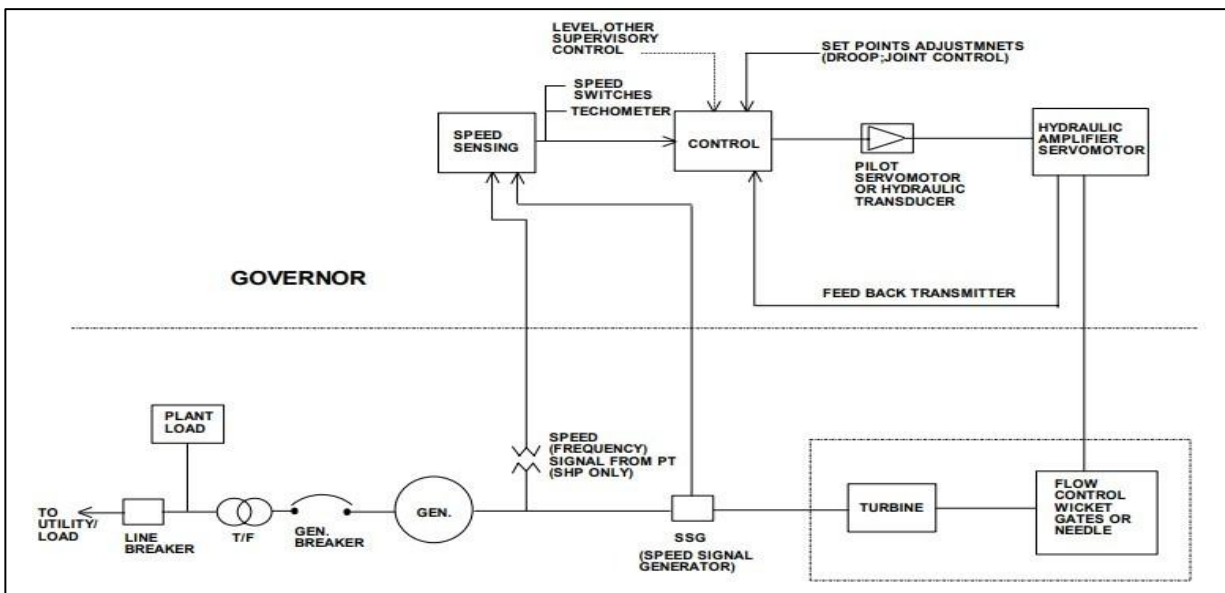 LEVEL,OTHER
SUPERVISORY
CONTROL
SET POINTS ADJUSTMNETS
(DROOP;JOINT CONTROL)
SPEED
SWITCHES
TECHOMETER
SPEED
SENSING
CONTROL
PILOT
SERVOMOTOR
OR HYDRAULIC
TRANSDUCER
HYDRAULIC
AMPLIFIER
SERVOMOTOR
GOVERNOR
FEED BACK TRANSMITTER
PLANT
LOAD
SPEED
(FREQUENCY)
SIGNAL FROM PT
(SHP ONLY)
TO
UTILITY/
LOAD
LINE
BREAKER
T/F
GEN.
BREAKER
GEN.
SSG
(SPEED SIGNAL
GENERATOR)
TURBINE
FLOW
CONTROL
WICKET
GATES OR
NEEDLE